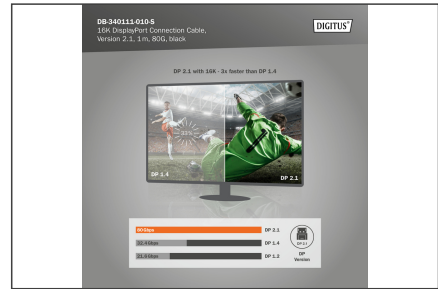 DB-340111-010-S
16K DisplayPort Connection Cable,
Version 2.1, 1m, 80G, black
DIGITUS®
DP 2.1 with 16K - 3x faster than DP 1.4
33%
DP 1.4
DP 2.1
80Gbps
DP 2.1
32,4Gbps
DP 1.4
21,6Gbps
DP 1.2
DP 2.1
DP
Version